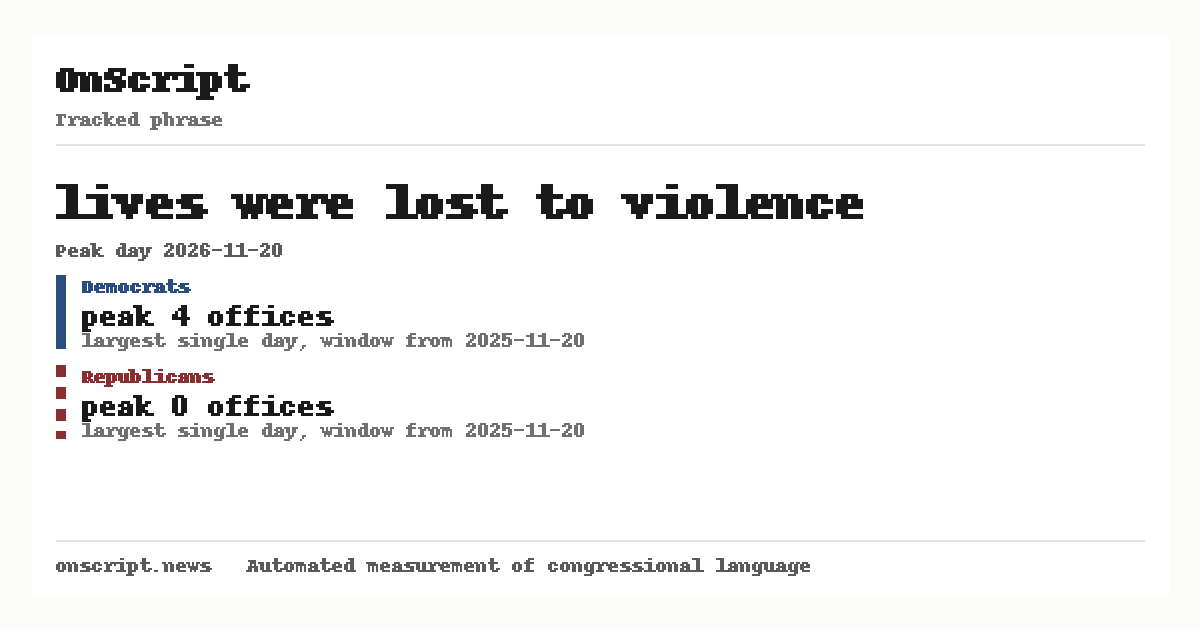 OnScript
Tracked phrase
lives were lost to violence
Peak day 2026-11-20
Democrats
peak 4 offices
largest single day, window from 2025-11-20
Republicans
peak 0 offices
largest single day, window from 2025-11-20
onscript.news Automated measurement of congressional language